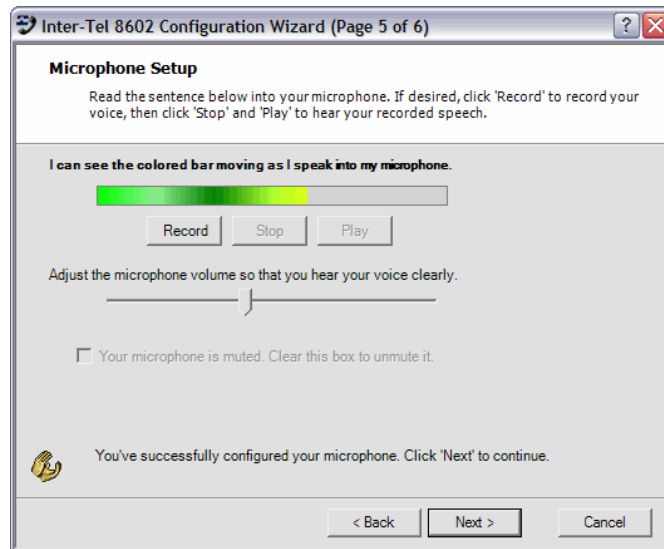 Inter-Tel 8602 Configuration Wizard (Page 5 of 6)
Microphone Setup
Read the sentence below into your microphone. If desired, click 'Record' to record your
voice, then click 'Stop' and 'Play' to hear your recorded speech.
I can see the colored bar moving as I speak into my microphone.
Record Stop Play
Adjust the microphone volume so that you hear your voice clearly.
Your microphone is muted. Clear this box to unmute it.
You've successfully configured your microphone. Click 'Next' to continue.
< Back Next > Cancel